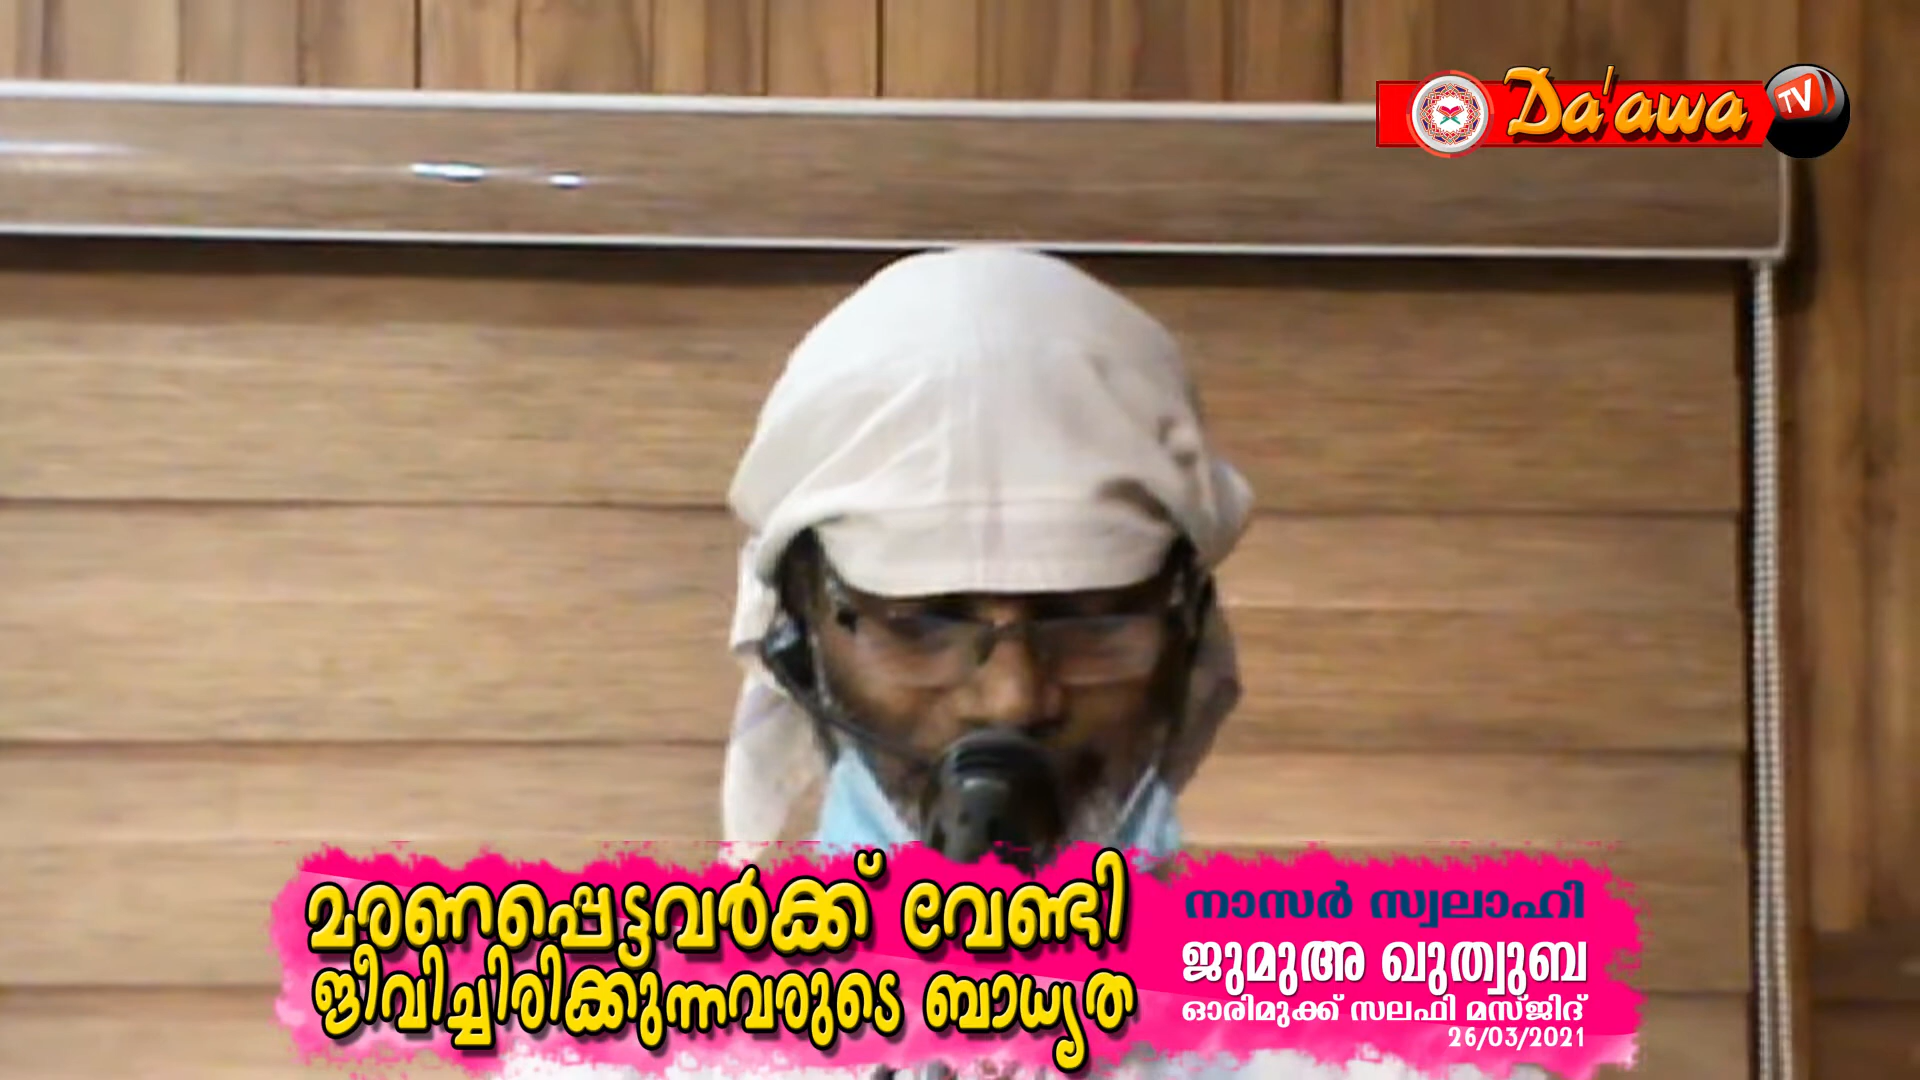 Da'awa TV
മരണപ്പെട്ടവർക്ക് വേണ്ടി
ജീവിച്ചിരിക്കുന്നവരുടെ ബാധ്യത
നാസർ സ്വലാഹി
ജുമുഅ ഖുത്വുബ
ഓരിമുക്ക് സലഫി മസ്ജിദ്
26/03/2021